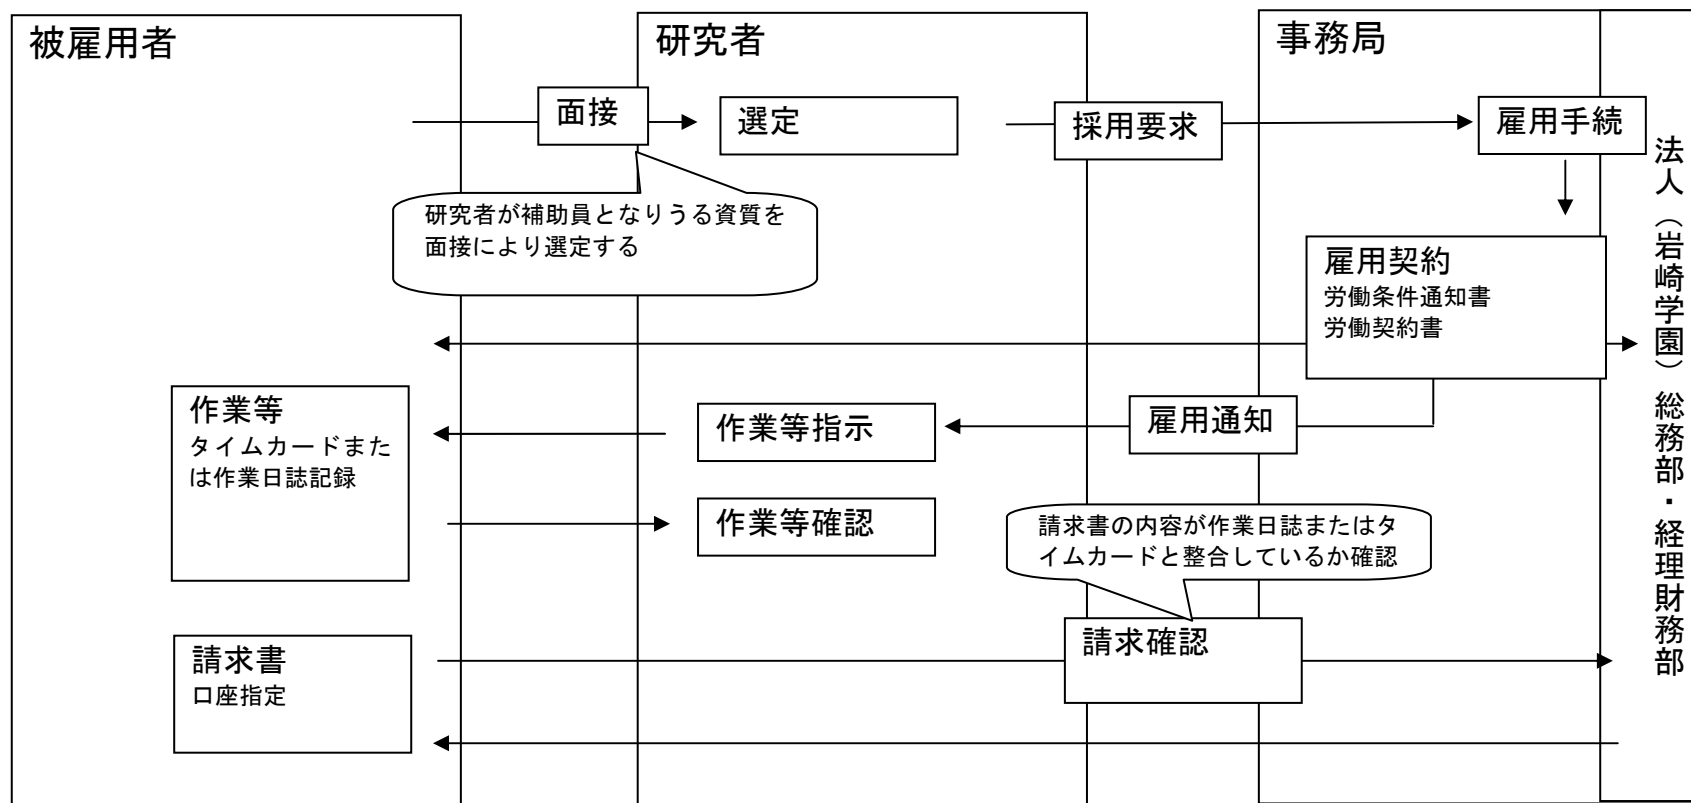 被雇用者
研究者
事務局
面接
選定
採用要求
雇用手続
研究者が補助員となりうる資質を
面接により選定する
雇用契約
労働条件通知書
労働契約書
法人（岩崎学園）総務部・経理財務部
作業等
タイムカードまた
は作業日誌記録
作業等指示
雇用通知
作業等確認
請求書の内容が作業日誌またはタ
イムカードと整合しているか確認
請求書
口座指定
請求確認